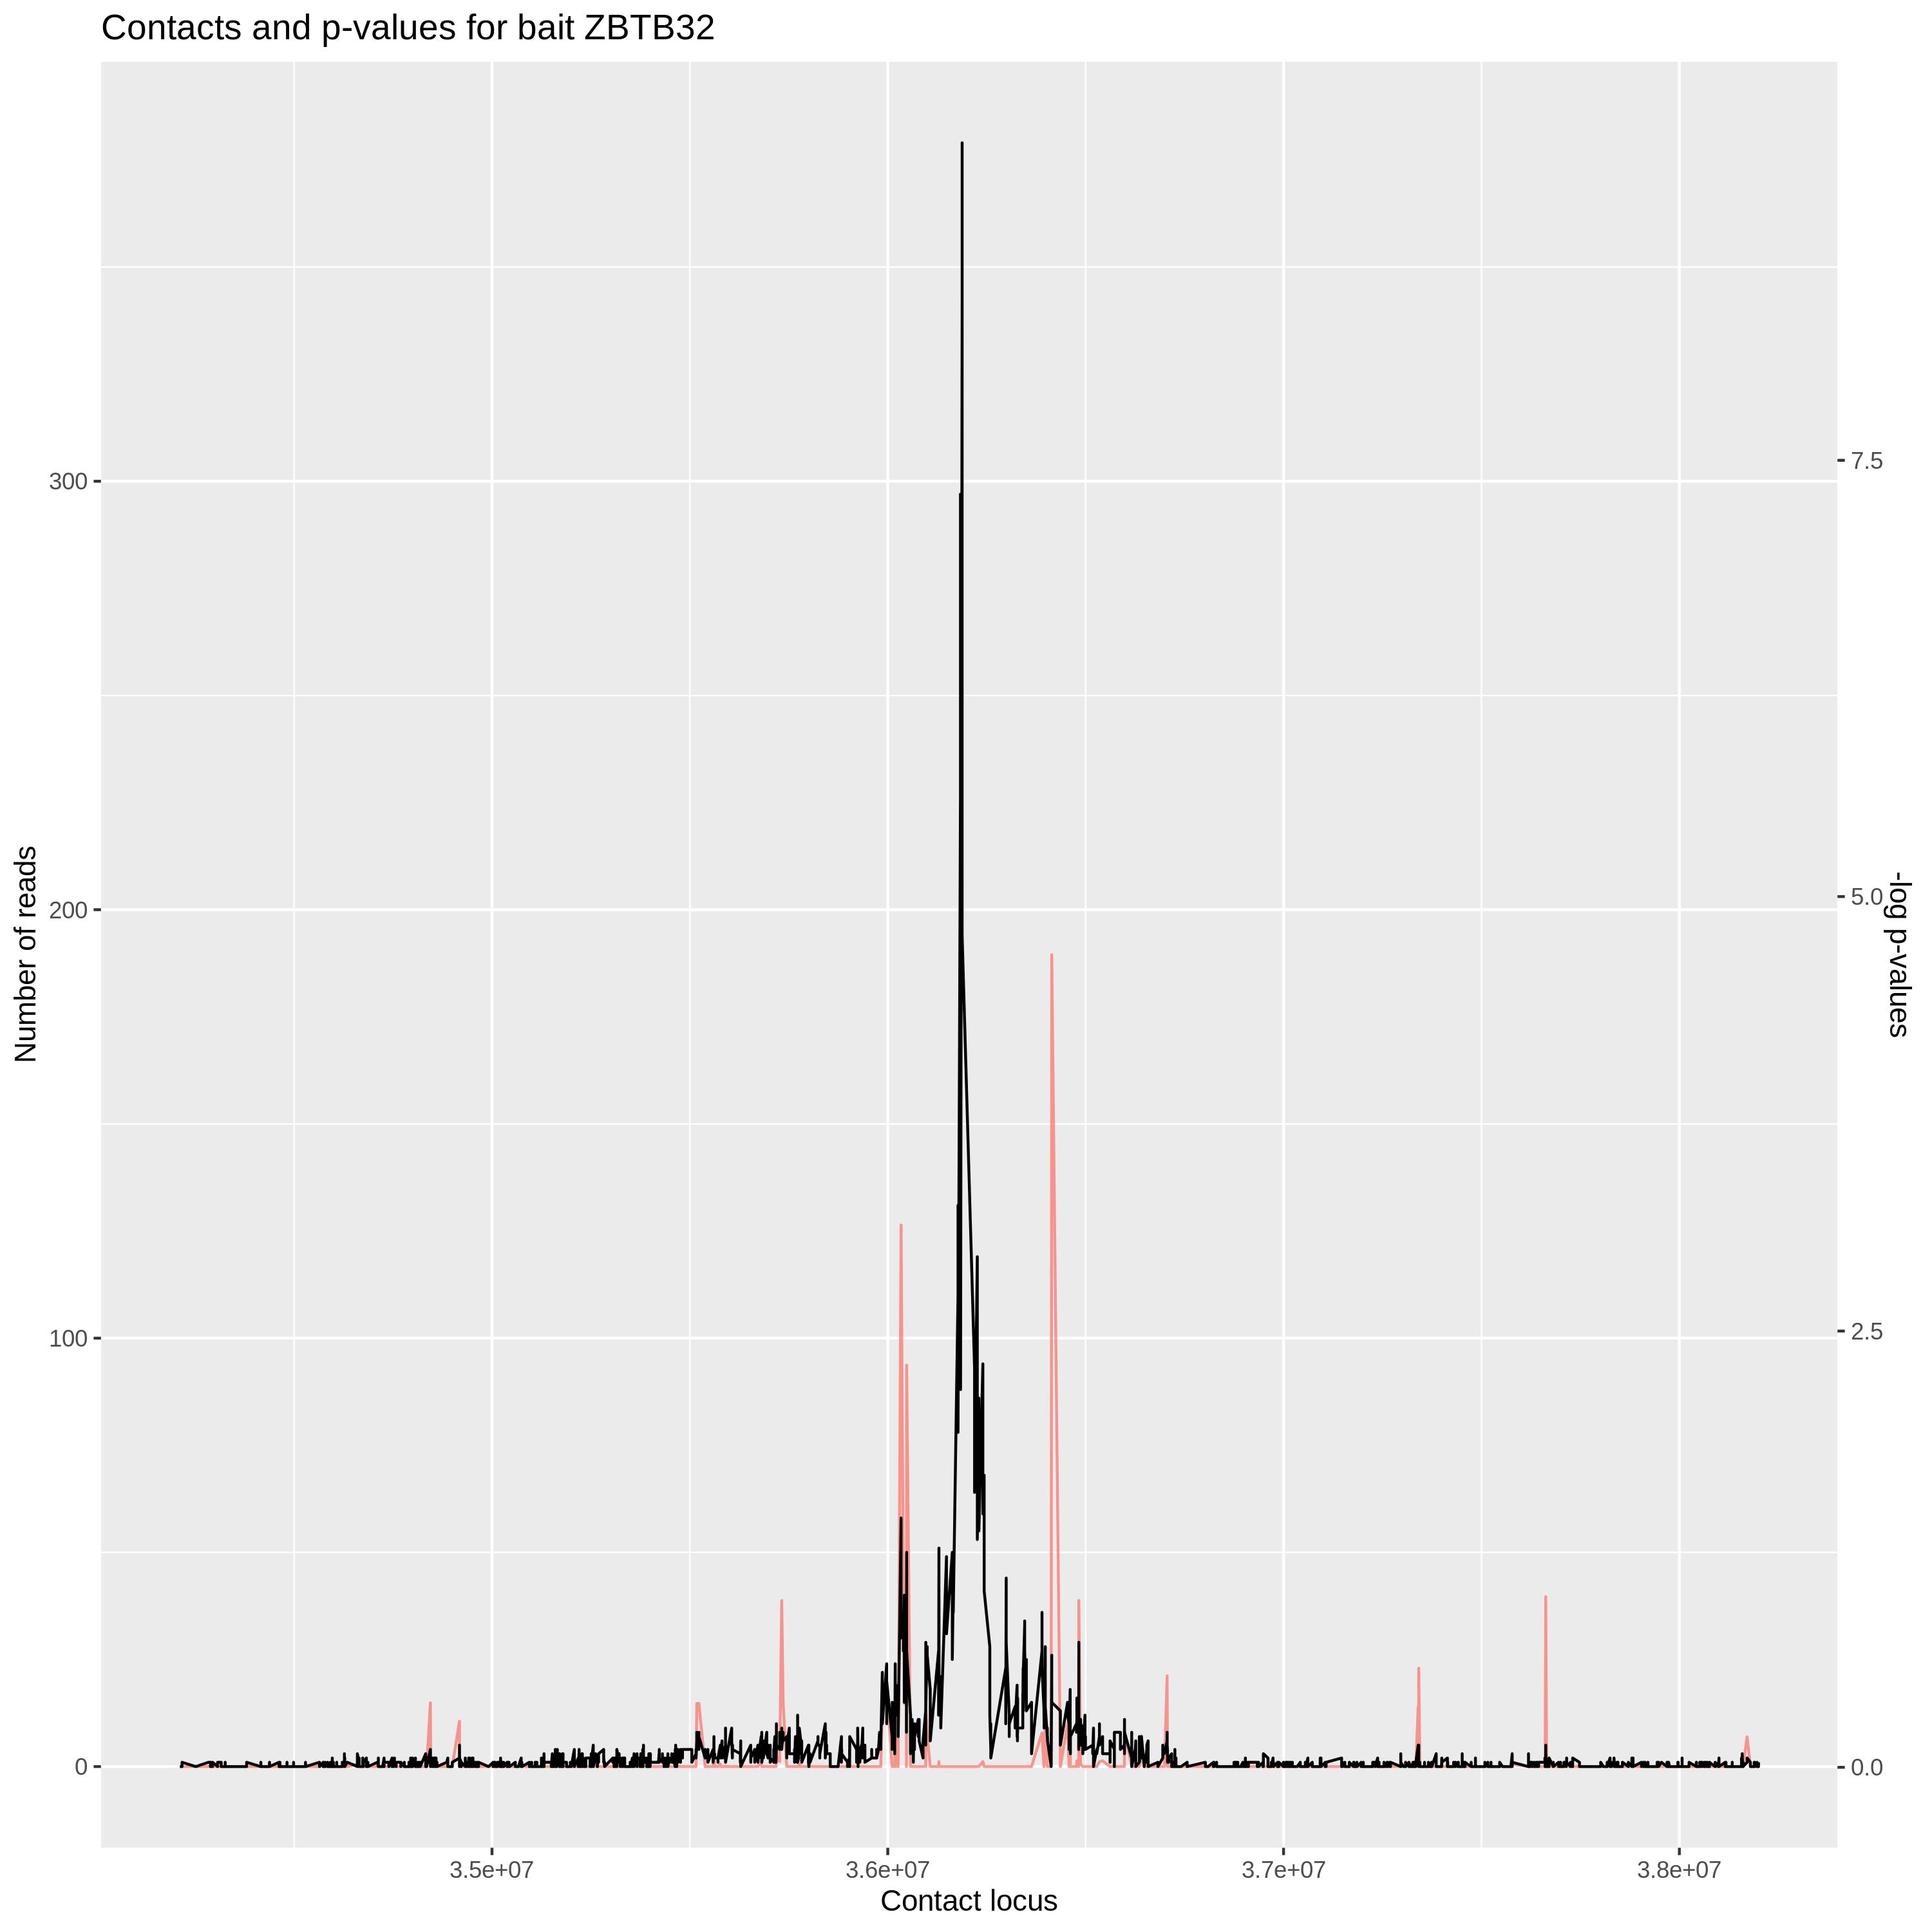 Contacts and p-values for bait ZBTB32
300
200
100
0
Number of reads
7.5
5.0
2.5
0.0
-log p-values
3.5e+07
3.6e+07
3.7e+07
3.8e+07
Contact locus